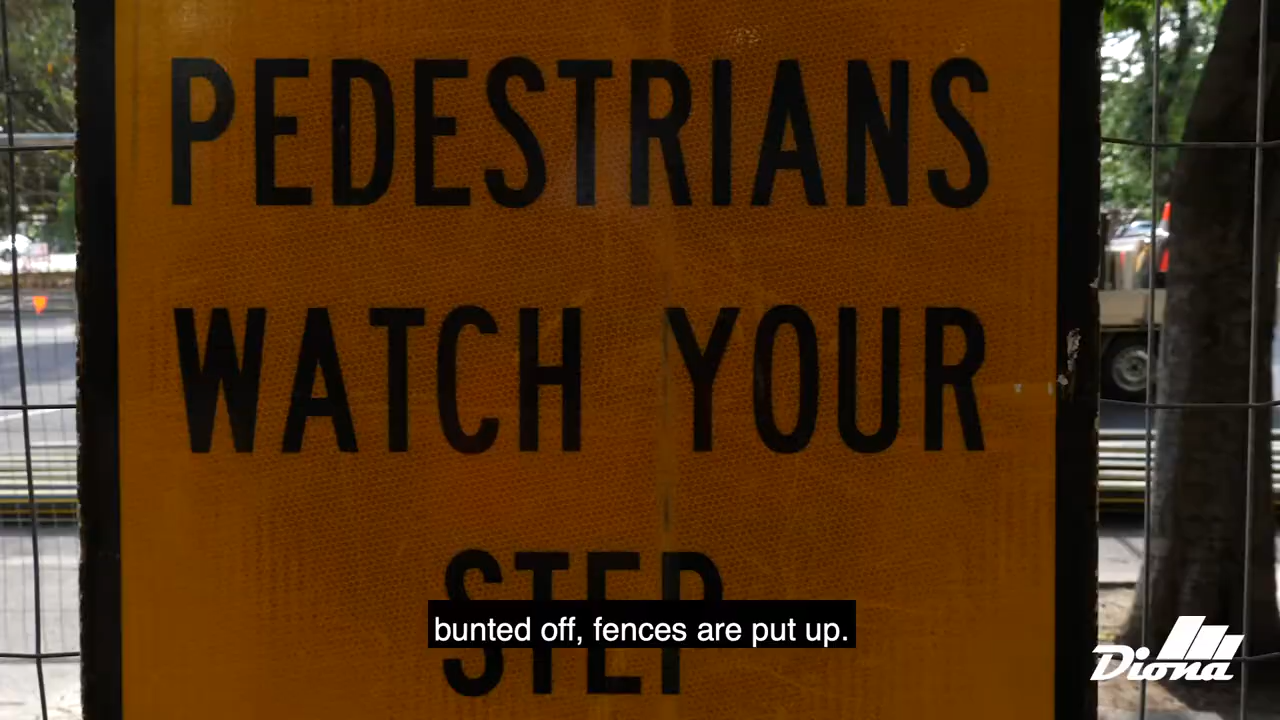 PEDESTRIANS
WATCH YOUR
STEP
bunted off, fences are put up.
Diona